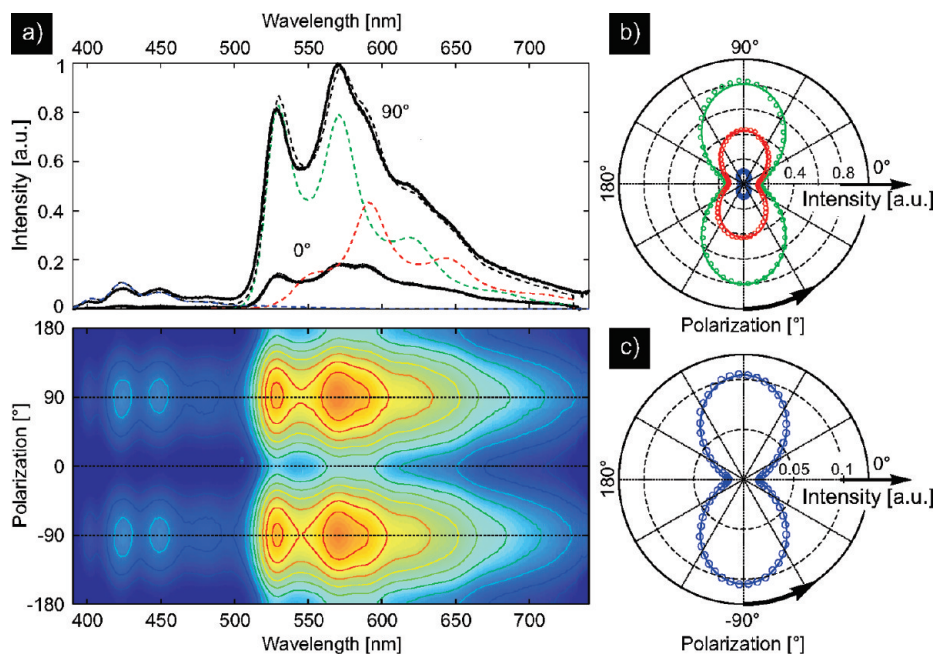 a)
Wavelength [nm]
400 450 500 550 600 650 700
Intensity [a.u.]
1
0.8
0.6
0.4
0.2
0
90°
0°
180
90
0
-90
-180
Polarization [°]
400 450 500 550 600 650 700
Wavelength [nm]
b)
90°
180°
0.4 0.8
0°
Intensity [a.u.]
Polarization [°]
c)
180°
0.05 0.1
0°
Intensity [a.u.]
-90°
Polarization [°]